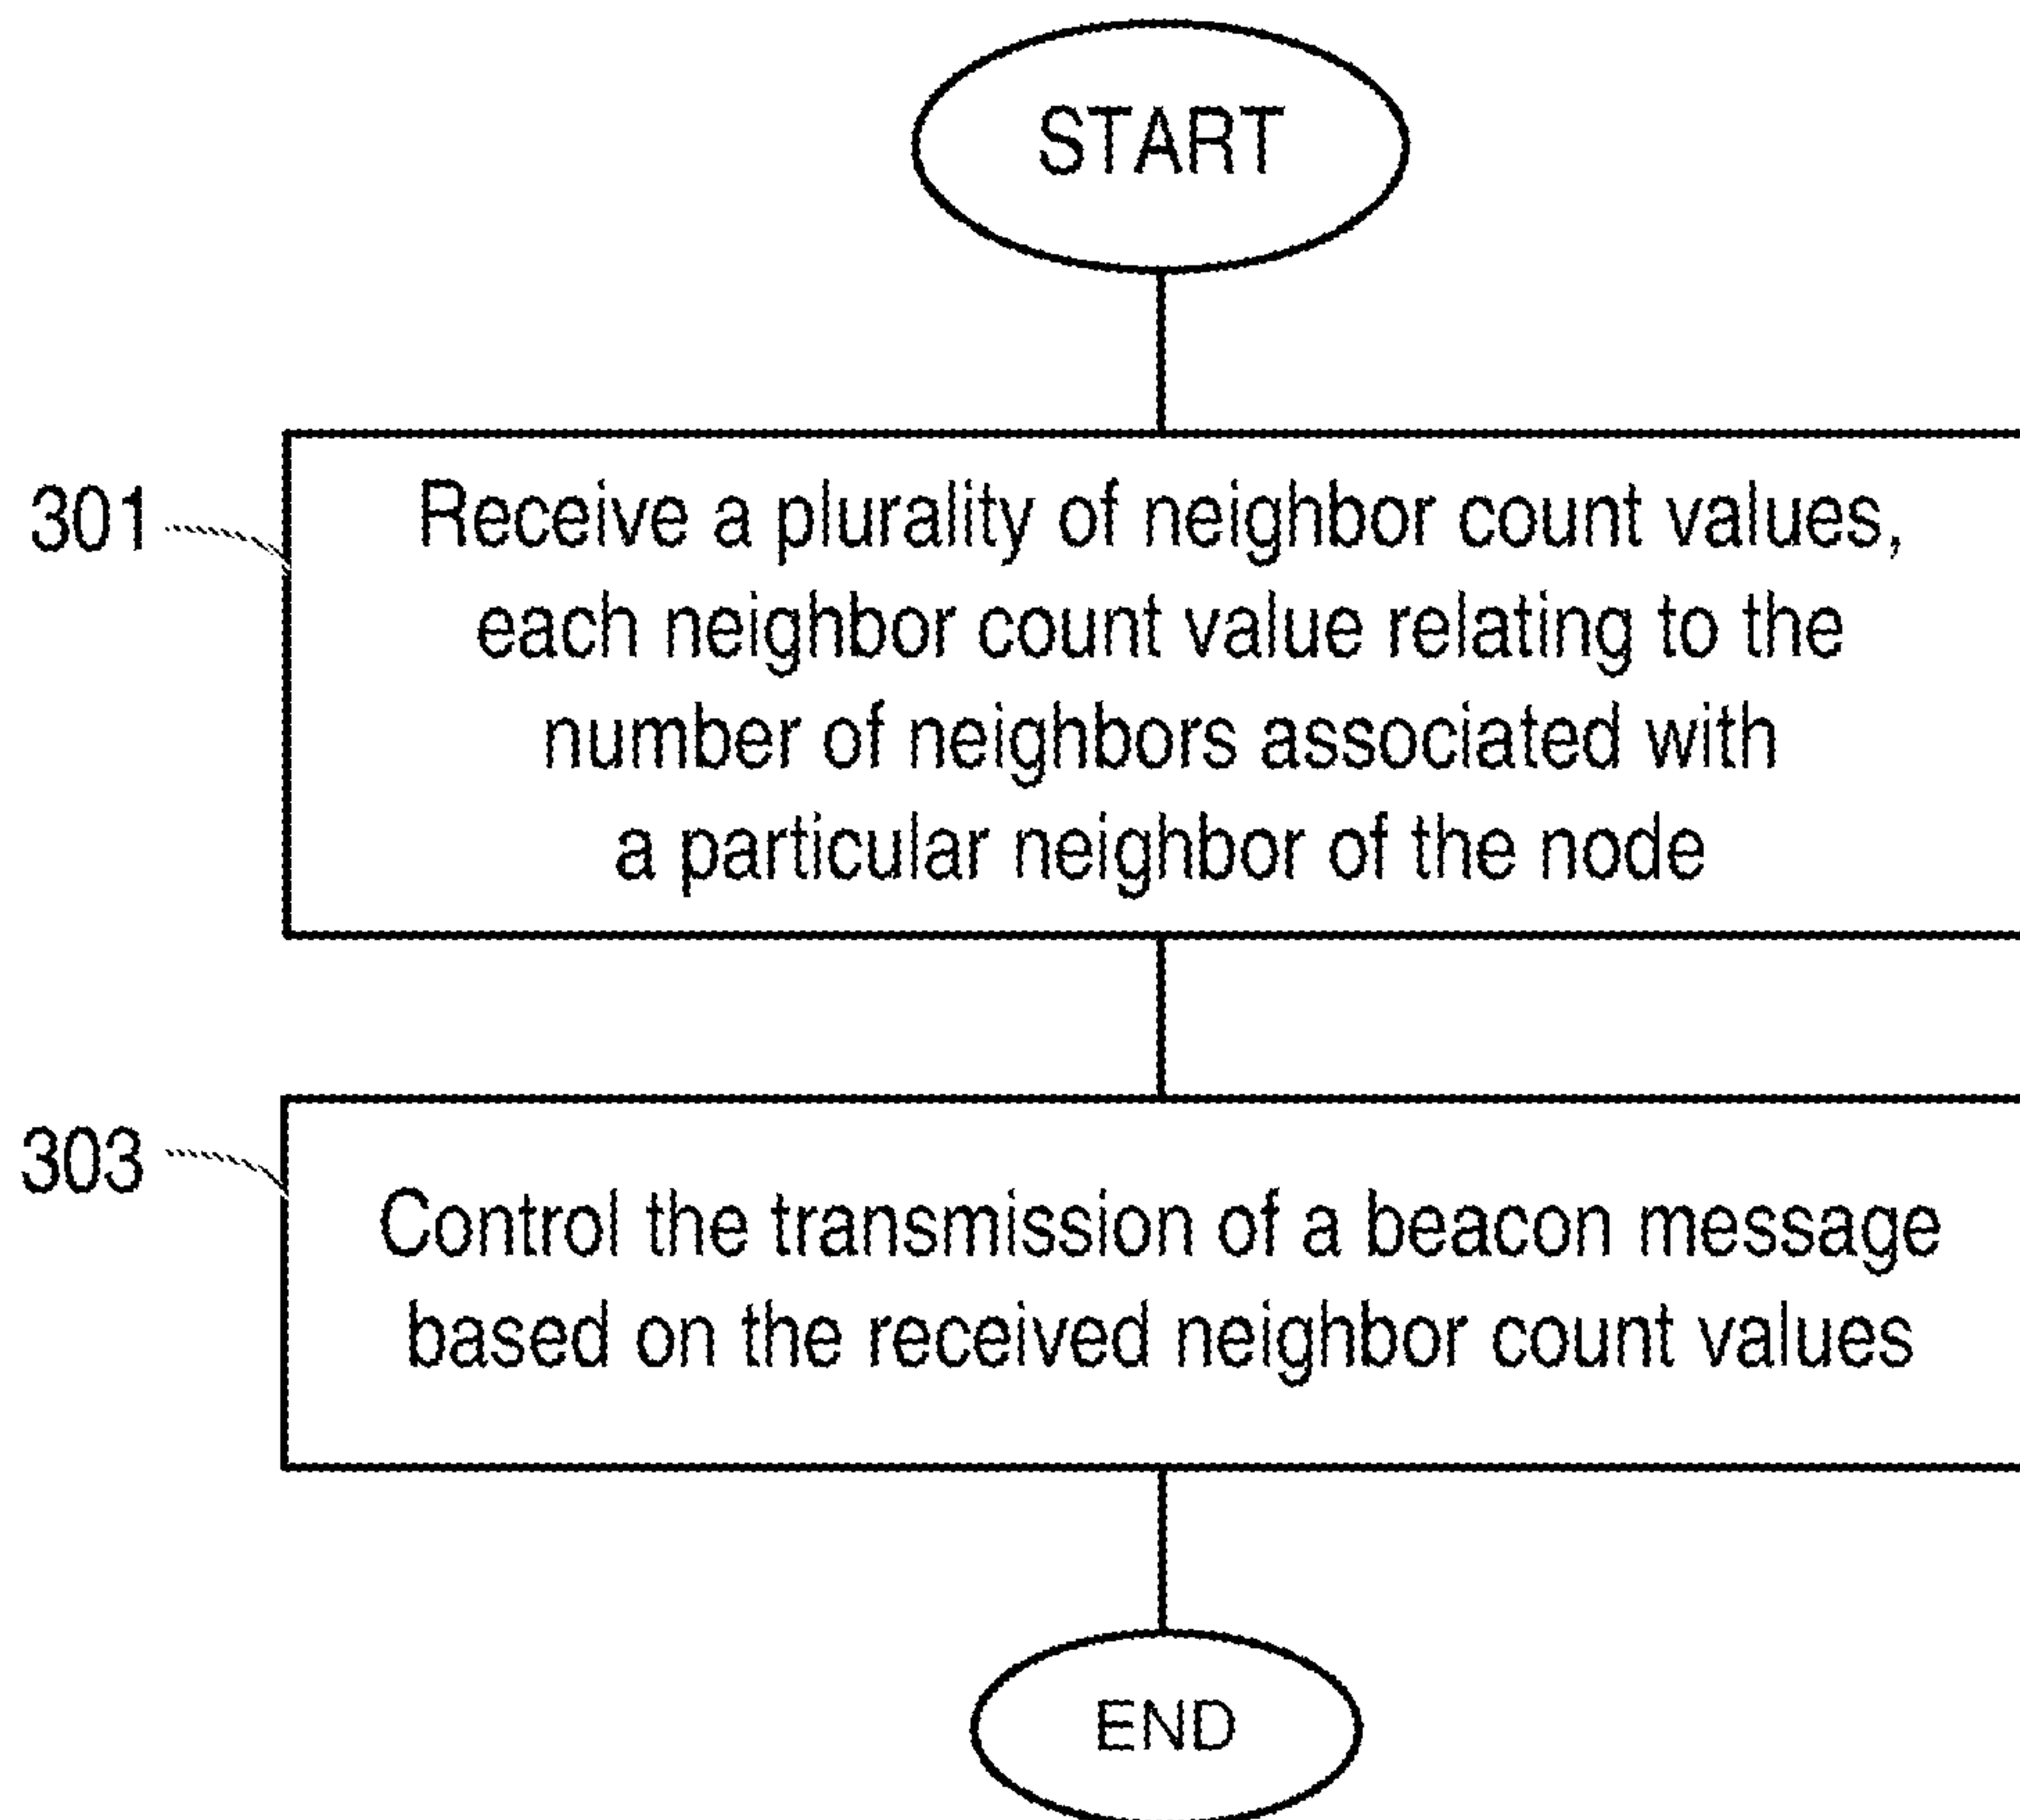 START
301
Receive a plurality of neighbor count values,
each neighbor count value relating to the
number of neighbors associated with
a particular neighbor of the node
303
Control the transmission of a beacon message
based on the received neighbor count values
END